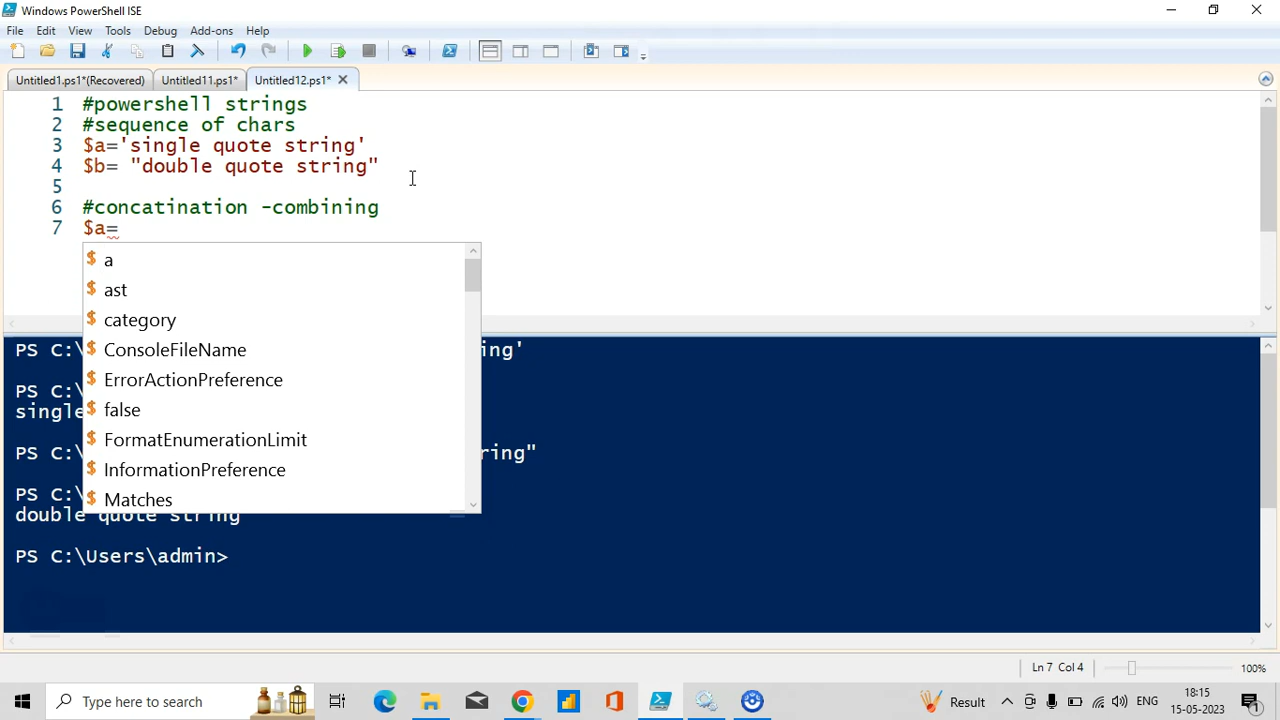 Windows PowerShell ISE
File Edit View Tools Debug Add-ons Help
Untitled1.ps1*(Recovered) Untitled11.ps1* Untitled12.ps1*
1 #powershell strings
2 #sequence of chars
3 $a='single quote string'
4 $b= "double quote string"
5
6 #concatination -combining
7 $a=
$ a
$ ast
$ category
$ ConsoleFileName
$ ErrorActionPreference
$ false
$ FormatEnumerationLimit
$ InformationPreference
$ Matches
PS C:\ ing'
PS C:\
single
PS C:\ ring"
PS C:\
double quote string
PS C:\Users\admin>
Ln 7 Col 4 100%
Type here to search Result ENG 18:15
15-05-2023